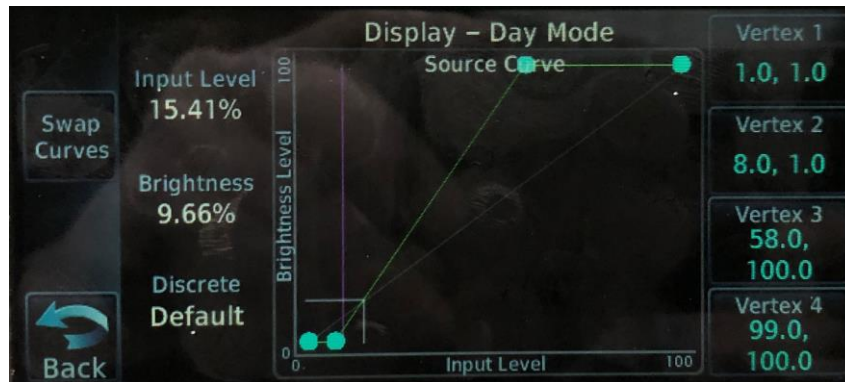 Display – Day Mode
Swap
Curves
Back
Input Level
15.41%
Brightness
9.66%
Discrete
Default
Source Curve
100
Brightness Level
0
0
Input Level
100
Vertex 1
1.0, 1.0
Vertex 2
8.0, 1.0
Vertex 3
58.0,
100.0
Vertex 4
99.0,
100.0